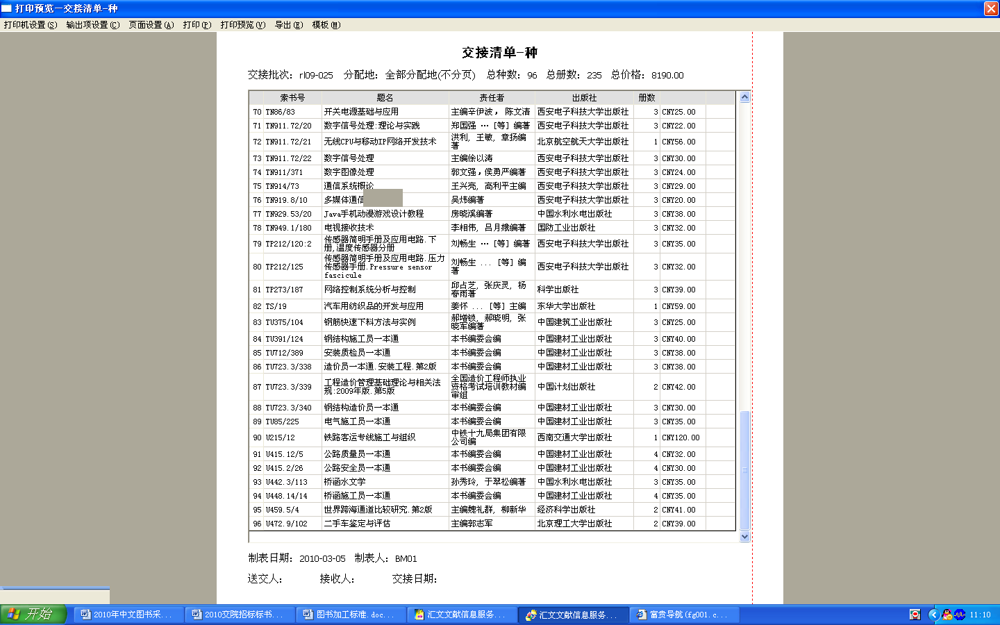 打印预览－交接清单-种
打印机设置(S) 输出项设置(C) 页面设置(A) 打印(P) 打印预览(V) 导出(E) 模板(M)
交接清单-种
交接批次：rl09-025 分配地：全部分配地(不分页) 总种数：96 总册数：235 总价格：8190.00
索书号 题名 责任者 出版社 册数
70 TN86/83 开关电源基础与应用 主编辛伊波， 陈文清 西安电子科技大学出版社 3 CNY25.00
71 TN911.72/20 数字信号处理:理论与实践 郑国强 … [等] 编著 西安电子科技大学出版社 3 CNY22.00
72 TN911.72/21 无线CPU与移动IP网络开发技术 洪利, 王敏, 章扬编
著 北京航空航天大学出版社 1 CNY56.00
73 TN911.72/22 数字信号处理 主编徐以涛 西安电子科技大学出版社 3 CNY30.00
74 TN911/371 数字图像处理 郭文强，侯勇严编著 西安电子科技大学出版社 3 CNY24.00
75 TN914/73 通信系统概论 王兴亮, 高利平主编 西安电子科技大学出版社 3 CNY29.00
76 TN919.8/10 多媒体通信 吴炜编著 西安电子科技大学出版社 3 CNY20.00
77 TN929.53/20 Java手机动漫游戏设计教程 房晓溪编著 中国水利水电出版社 3 CNY38.00
78 TN949.1/180 电视接收技术 李相伟, 吕月娥编著 国防工业出版社 3 CNY32.00
79 TP212/120:2 传感器简明手册及应用电路.下
册,温度传感器分册 刘畅生 … [等] 编著 西安电子科技大学出版社 3 CNY35.00
80 TP212/125 传感器简明手册及应用电路.压力
传感器手册.Pressure sensor
fascicule 刘畅生 ... [等] 编
著 西安电子科技大学出版社 3 CNY32.00
81 TP273/187 网络控制系统分析与控制 邱占芝, 张庆灵, 杨
春雨著 科学出版社 3 CNY39.00
82 TS/19 汽车用纺织品的开发与应用 姜怀 ... [等] 主编 东华大学出版社 1 CNY59.00
83 TU375/104 钢筋快速下料方法与实例 郝增锁, 郝晓明, 张
晓军编著 中国建筑工业出版社 3 CNY25.00
84 TU391/124 钢结构施工员一本通 本书编委会编 中国建材工业出版社 3 CNY40.00
85 TU712/389 安装质检员一本通 本书编委会编 中国建材工业出版社 3 CNY38.00
86 TU723.3/338 造价员一本通.安装工程.第2版 本书编委会编 中国建材工业出版社 3 CNY38.00
87 TU723.3/339 工程造价管理基础理论与相关法
规:2009年版.第5版 全国造价工程师执业
资格考试培训教材编
审组 中国计划出版社 2 CNY42.00
88 TU723.3/340 钢结构造价员一本通 本书编委会编 中国建材工业出版社 3 CNY30.00
89 TU85/225 电气施工员一本通 本书编委会编 中国建材工业出版社 3 CNY35.00
90 U215/12 铁路客运专线施工与组织 中铁十九局集团有限
公司编 西南交通大学出版社 1 CNY120.00
91 U415.12/5 公路质量员一本通 本书编委会编 中国建材工业出版社 4 CNY32.00
92 U415.2/26 公路安全员一本通 本书编委会编 中国建材工业出版社 4 CNY30.00
93 U442.3/113 桥涵水文学 孙秀玲, 于翠松编著 中国水利水电出版社 3 CNY35.00
94 U448.14/14 桥涵施工员一本通 本书编委会编 中国建材工业出版社 4 CNY35.00
95 U459.5/4 世界跨海通道比较研究.第2版 主编魏礼群, 柳新华 经济科学出版社 2 CNY41.00
96 U472.9/102 二手车鉴定与评估 主编郭志军 北京理工大学出版社 2 CNY39.00
制表日期：2010-03-05 制表人：BM01
送交人： 接收人： 交接日期：
开始 2010年中文图书采... 2010交院招标标书... 图书加工标准.doc... 汇文文献信息服务... 汇文文献信息服务... 富贵导航(fg001.c... 11:10